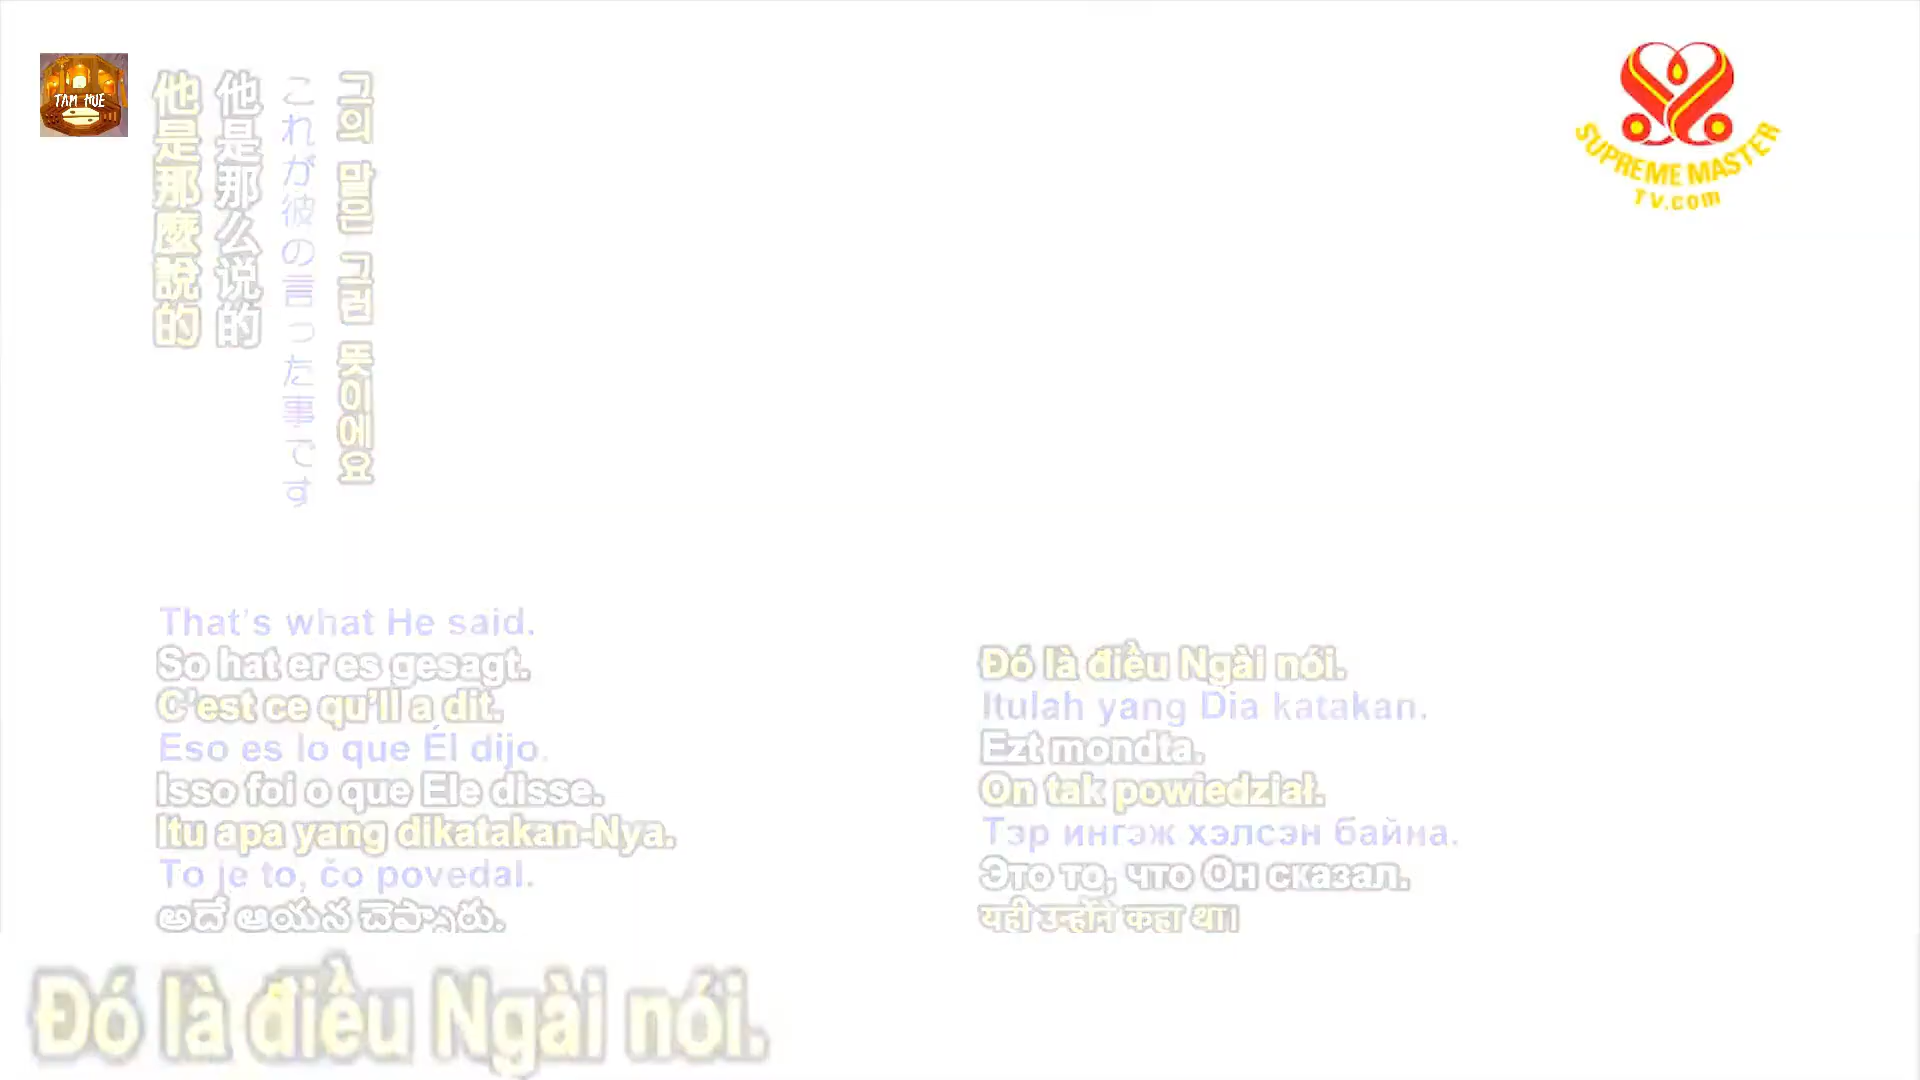 TAM HUE
他是那麼說的
他是那么说的
これが彼の言った事です
그의 말은 그런 뜻이에요
SUPREME MASTER
TV.com
That's what He said.
So hat er es gesagt.
C'est ce qu'Il a dit.
Eso es lo que Él dijo.
Isso foi o que Ele disse.
Itu apa yang dikatakan-Nya.
To je to, čo povedal.
అదే ఆయన చెప్పారు.
Đó là điều Ngài nói.
Itulah yang Dia katakan.
Ezt mondta.
On tak powiedział.
Тэр ингэж хэлсэн байна.
Это то, что Он сказал.
यही उन्होंने कहा था।
Đó là điều Ngài nói.